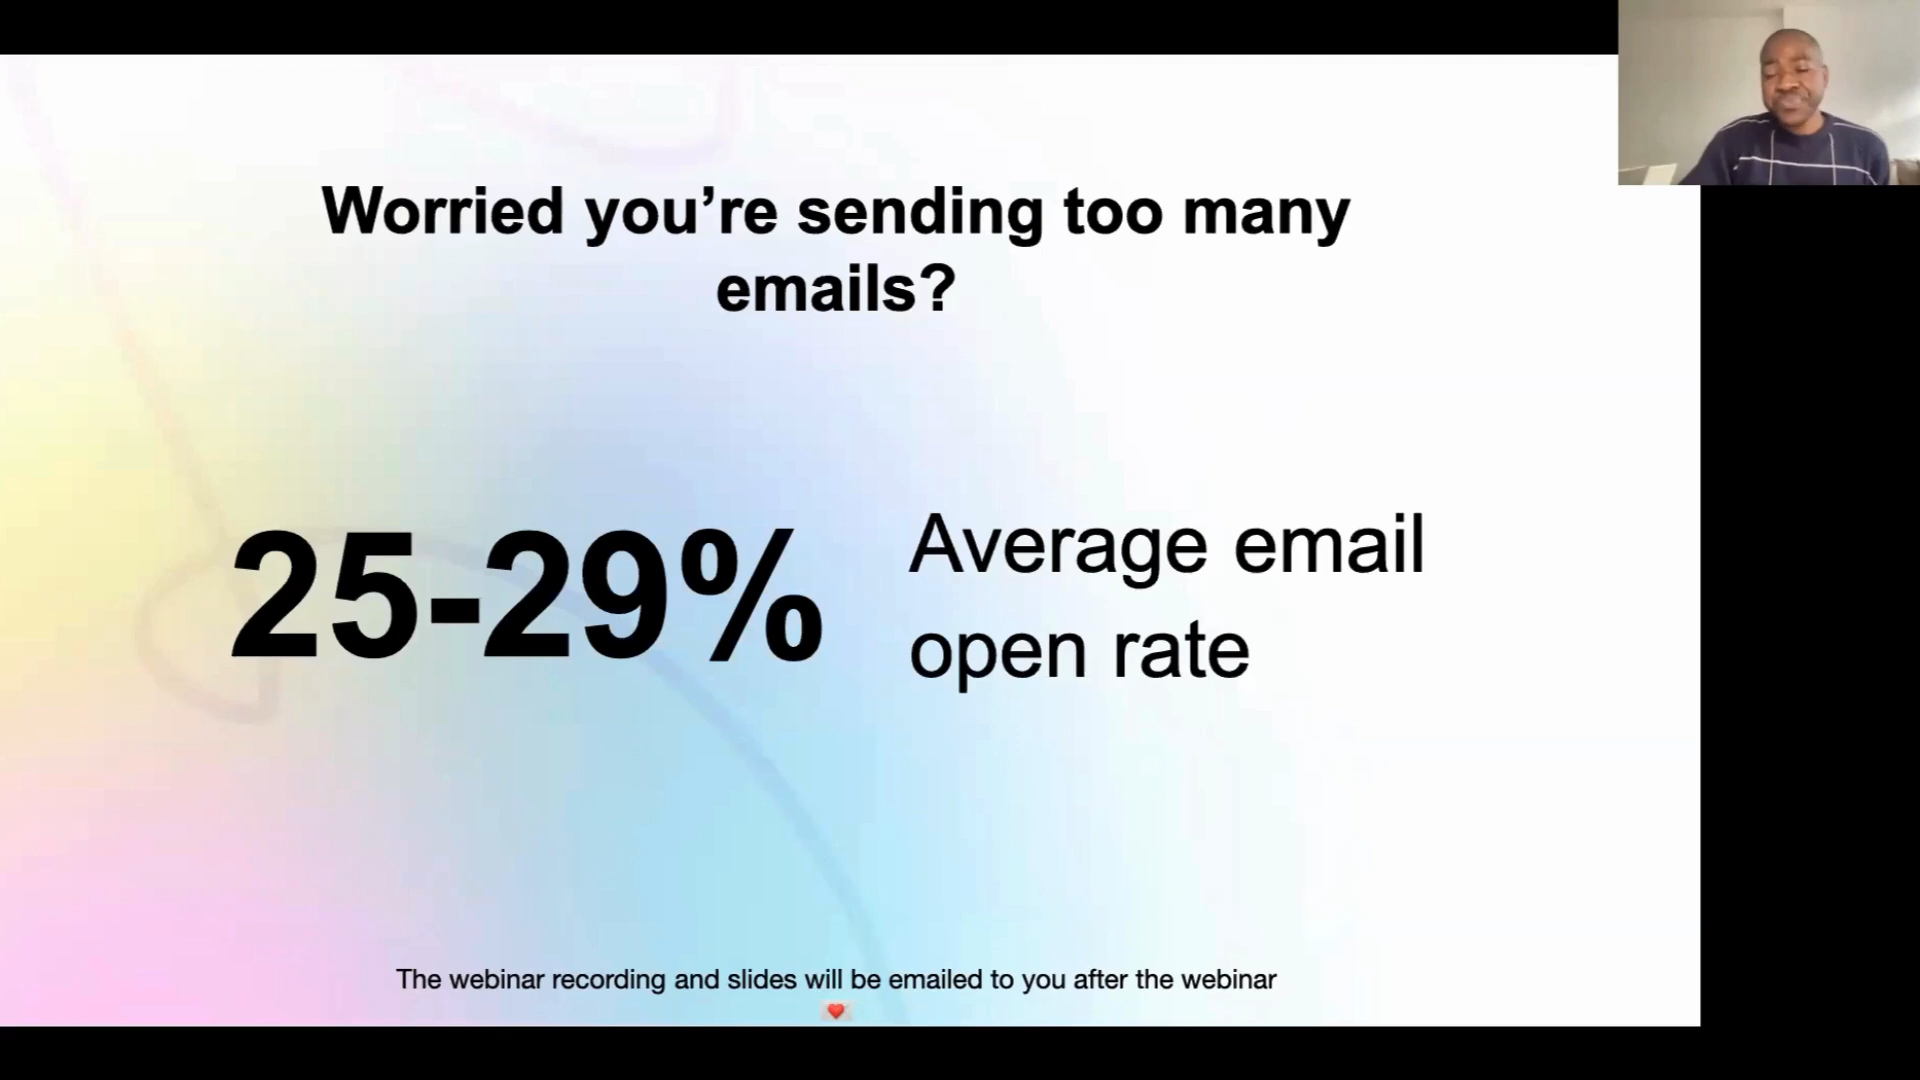 Worried you’re sending too many
emails?
25-29%
Average email
open rate
The webinar recording and slides will be emailed to you after the webinar
💌